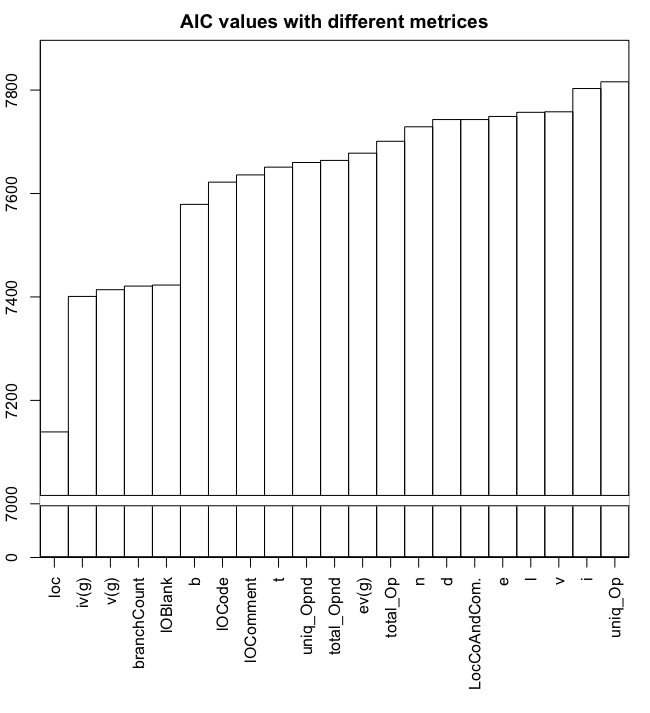 AIC values with different metrices
7800
7600
7400
7200
7000
0
loc
iv(g)
v(g)
branchCount
lOBlank
b
lOCode
lOComment
t
uniq_Opnd
total_Opnd
ev(g)
total_Op
n
d
LocCoAndCom.
e
l
v
i
uniq_Op